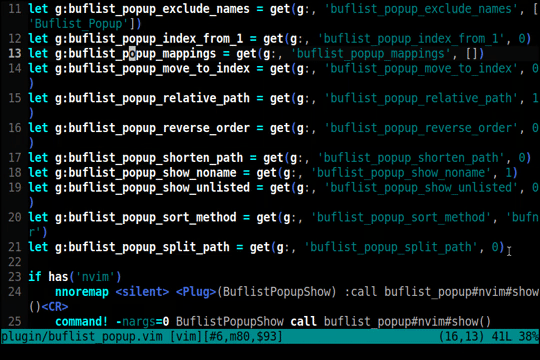 11 let g:buflist_popup_exclude_names = get(g:, 'buflist_popup_exclude_names', [
'Buflist Popup'])
12 let g:buflist_popup_index_from_1 = get(g:, 'buflist_popup_index_from_1', 0)
13 let g:buflist_popup_mappings = get(g:, 'buflist_popup_mappings', [])
14 let g:buflist_popup_move_to_index = get(g:, 'buflist_popup_move_to_index', 0
)
15 let g:buflist_popup_relative_path = get(g:, 'buflist_popup_relative_path', 1
)
16 let g:buflist_popup_reverse_order = get(g:, 'buflist_popup_reverse_order', 0
)
17 let g:buflist_popup_shorten_path = get(g:, 'buflist_popup_shorten_path', 0)
18 let g:buflist_popup_show_noname = get(g:, 'buflist_popup_show_noname', 1)
19 let g:buflist_popup_show_unlisted = get(g:, 'buflist_popup_show_unlisted', 0
)
20 let g:buflist_popup_sort_method = get(g:, 'buflist_popup_sort_method', 'bufn
r')
21 let g:buflist_popup_split_path = get(g:, 'buflist_popup_split_path', 0)
22
23 if has('nvim')
24 nnoremap <silent> <Plug>(BuflistPopupShow) :call buflist_popup#nvim#show
()<CR>
25 command! -nargs=0 BuflistPopupShow call buflist_popup#nvim#show()
plugin/buflist_popup.vim [vim][#6,m80,$93] (16,13) 41L 38%